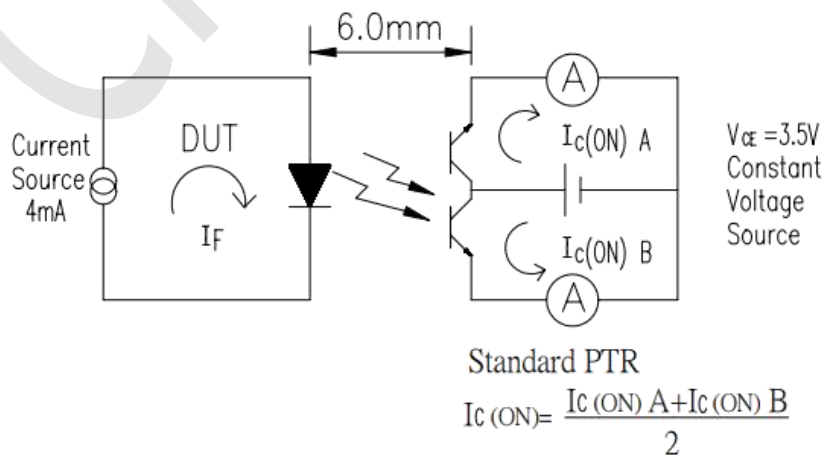 6.0mm
A
DUT
IF
Current
Source
4mA
Ic(ON) A
Ic(ON) B
A
VCE =3.5V
Constant
Voltage
Source
Standard PTR
Ic (ON)= Ic (ON) A+Ic (ON) B
2